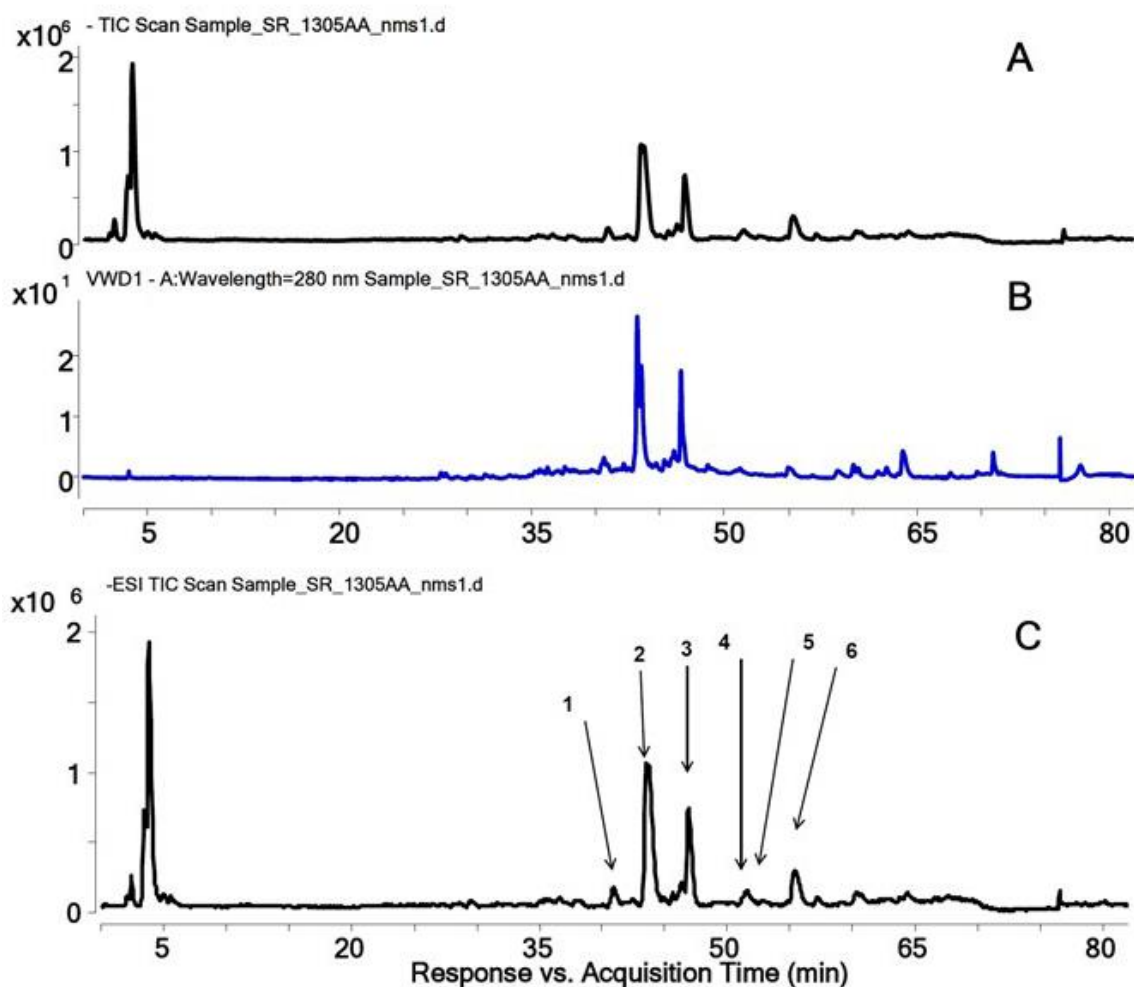 x10 6
- TIC Scan Sample_SR_1305AA_nms1.d
A
2
1
0
VWD1 - A:Wavelength=280 nm Sample_SR_1305AA_nms1.d
x10 1
B
2
1
0
5 20 35 50 65 80
-ESI TIC Scan Sample_SR_1305AA_nms1.d
x10 6
C
2
1
0
1 2 3 4 5 6
5 20 35 50 65 80
Response vs. Acquisition Time (min)